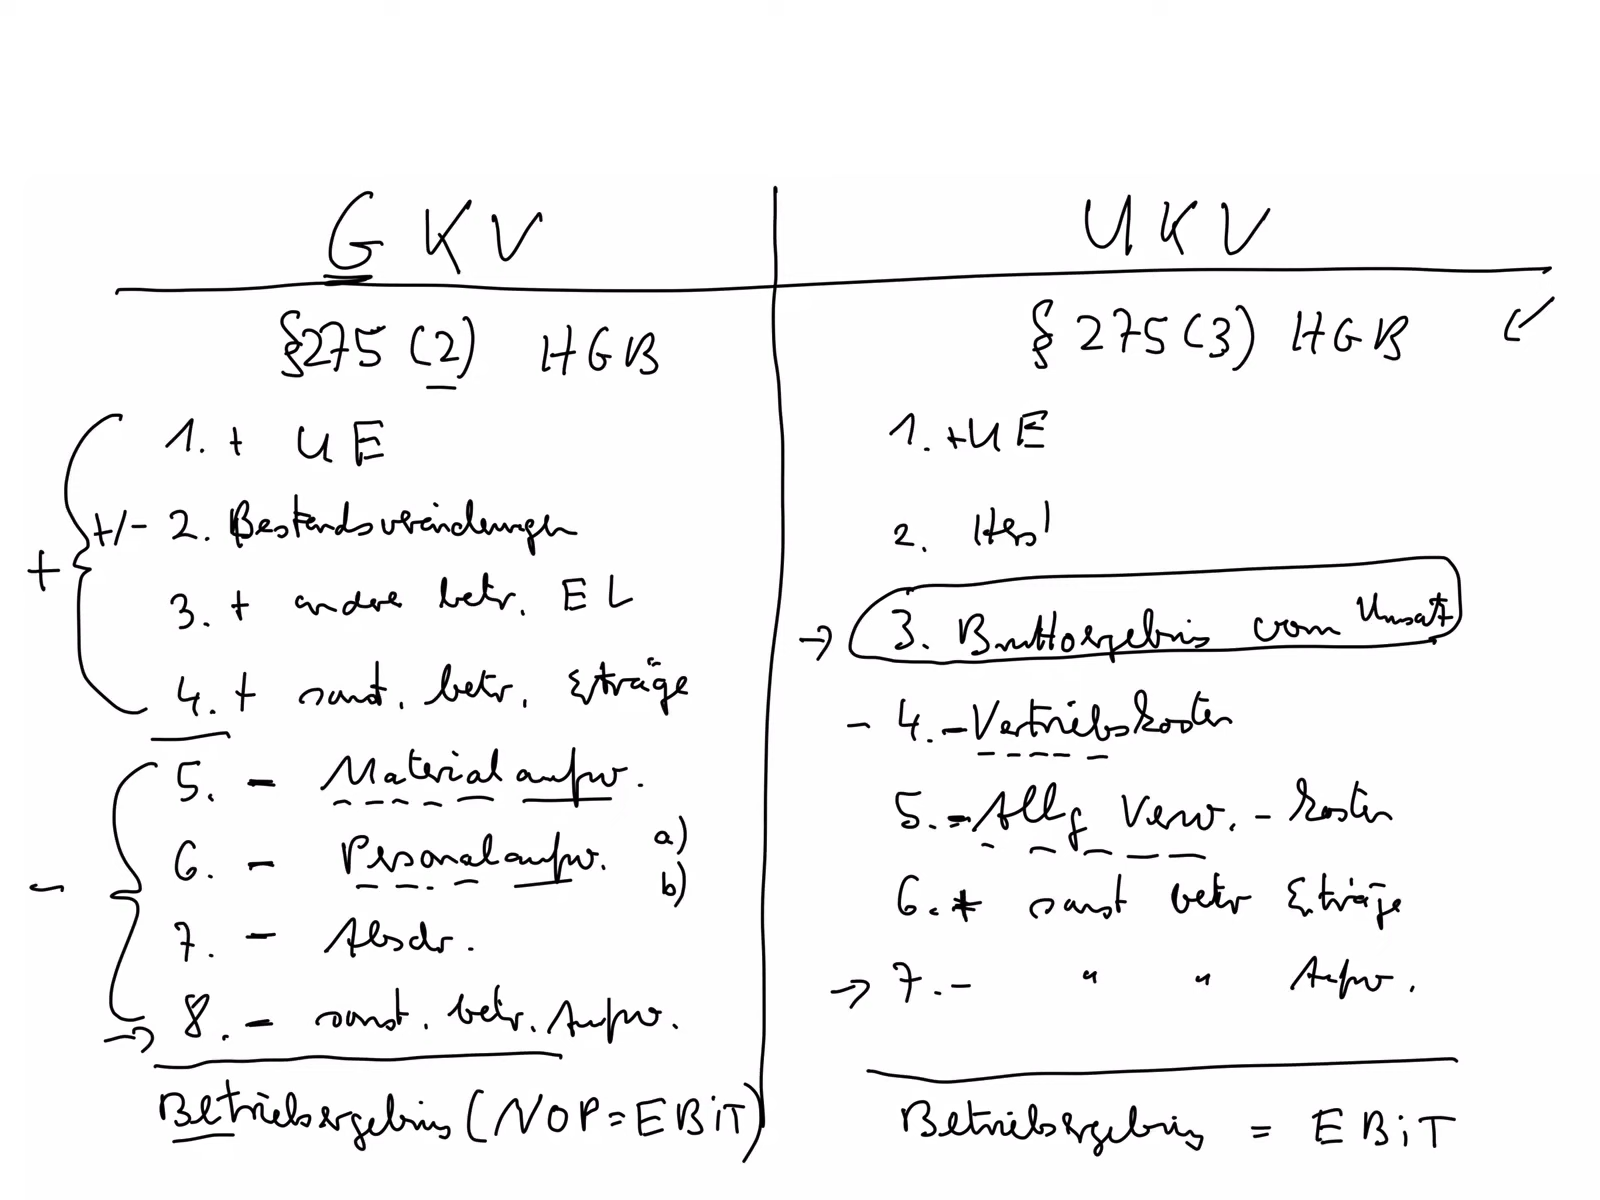 GKV
§275 (2) HGB
1. + UE
+/- 2. Bestandsveränderungen
3. + andre betr. EL
4. + sonst. betr. Erträge
+
5. - Materialaufw.
6. - Personalaufw. a)
b)
7. - Abschr.
8. - sonst. betr. Aufw.
-
→
Betriebsergebnis (NOP = EBiT)
UKV
§ 275 (3) HGB
1. + UE
2.
→ 3. Bruttoergebnis vom Umsatz
- 4. - Vertriebskosten
5. - Allg Verw. - kosten
6. + sonst betr Erträge
→ 7. - " " Aufw.
Betriebsergebnis = EBiT